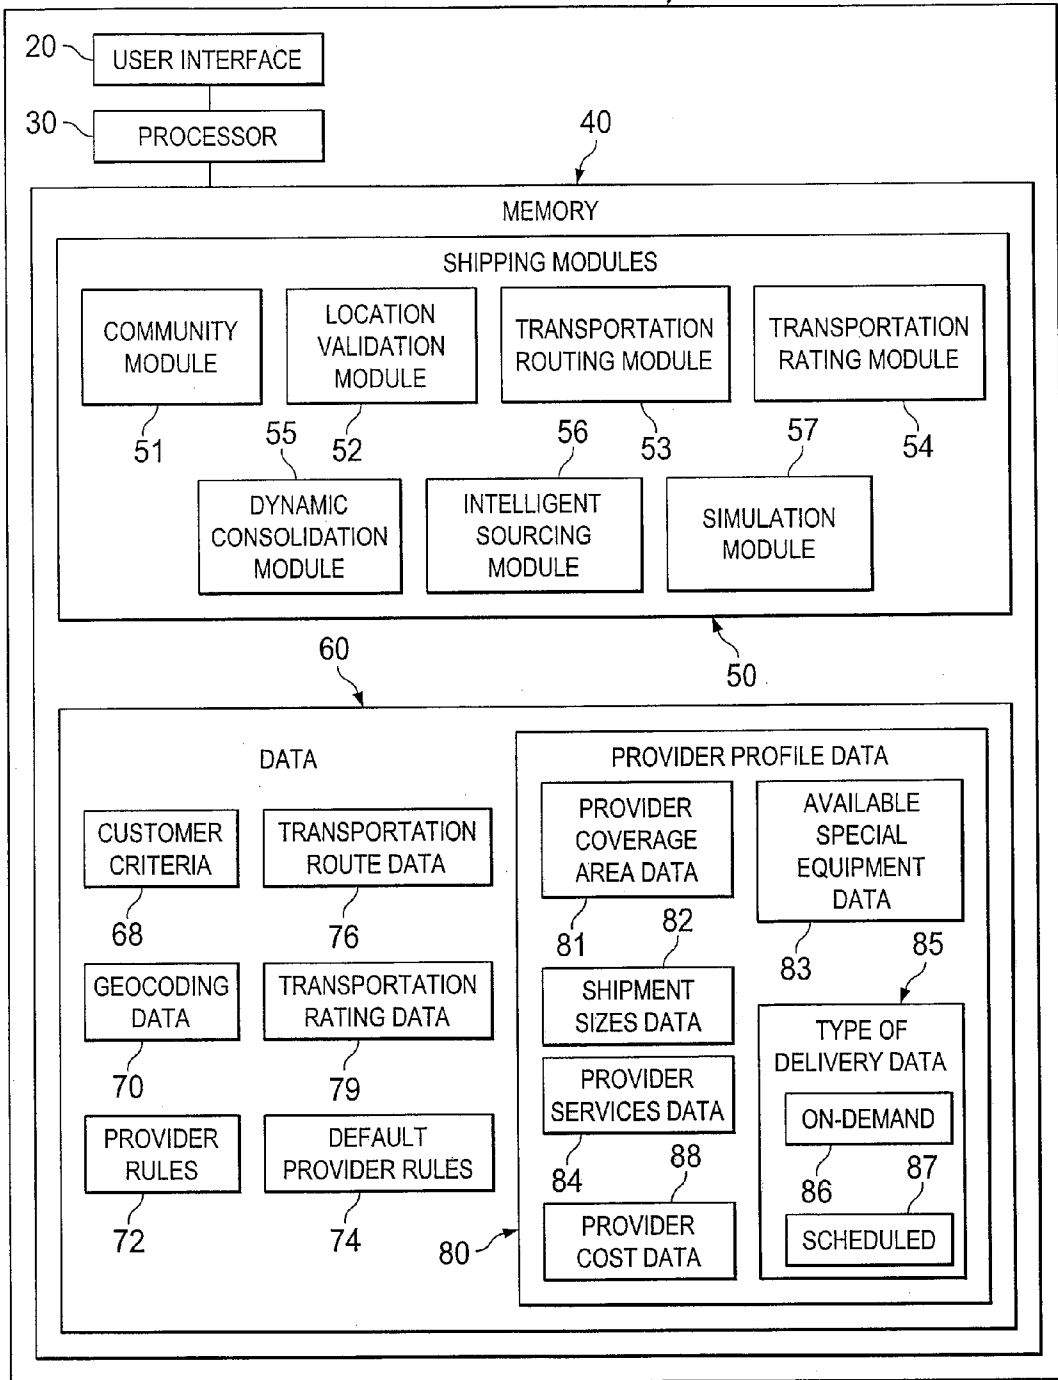 20
USER INTERFACE
30
PROCESSOR
40
MEMORY
SHIPPING MODULES
COMMUNITY
MODULE
51
LOCATION
VALIDATION
MODULE
52
TRANSPORTATION
ROUTING MODULE
53
TRANSPORTATION
RATING MODULE
54
55
DYNAMIC
CONSOLIDATION
MODULE
56
INTELLIGENT
SOURCING
MODULE
57
SIMULATION
MODULE
50
60
DATA
CUSTOMER
CRITERIA
68
TRANSPORTATION
ROUTE DATA
76
GEOCODING
DATA
70
TRANSPORTATION
RATING DATA
79
PROVIDER
RULES
72
DEFAULT
PROVIDER RULES
74
80
PROVIDER PROFILE DATA
PROVIDER
COVERAGE
AREA DATA
81
AVAILABLE
SPECIAL
EQUIPMENT
DATA
83
82
SHIPMENT
SIZES DATA
PROVIDER
SERVICES DATA
84
88
PROVIDER
COST DATA
85
TYPE OF
DELIVERY DATA
ON-DEMAND
86
87
SCHEDULED